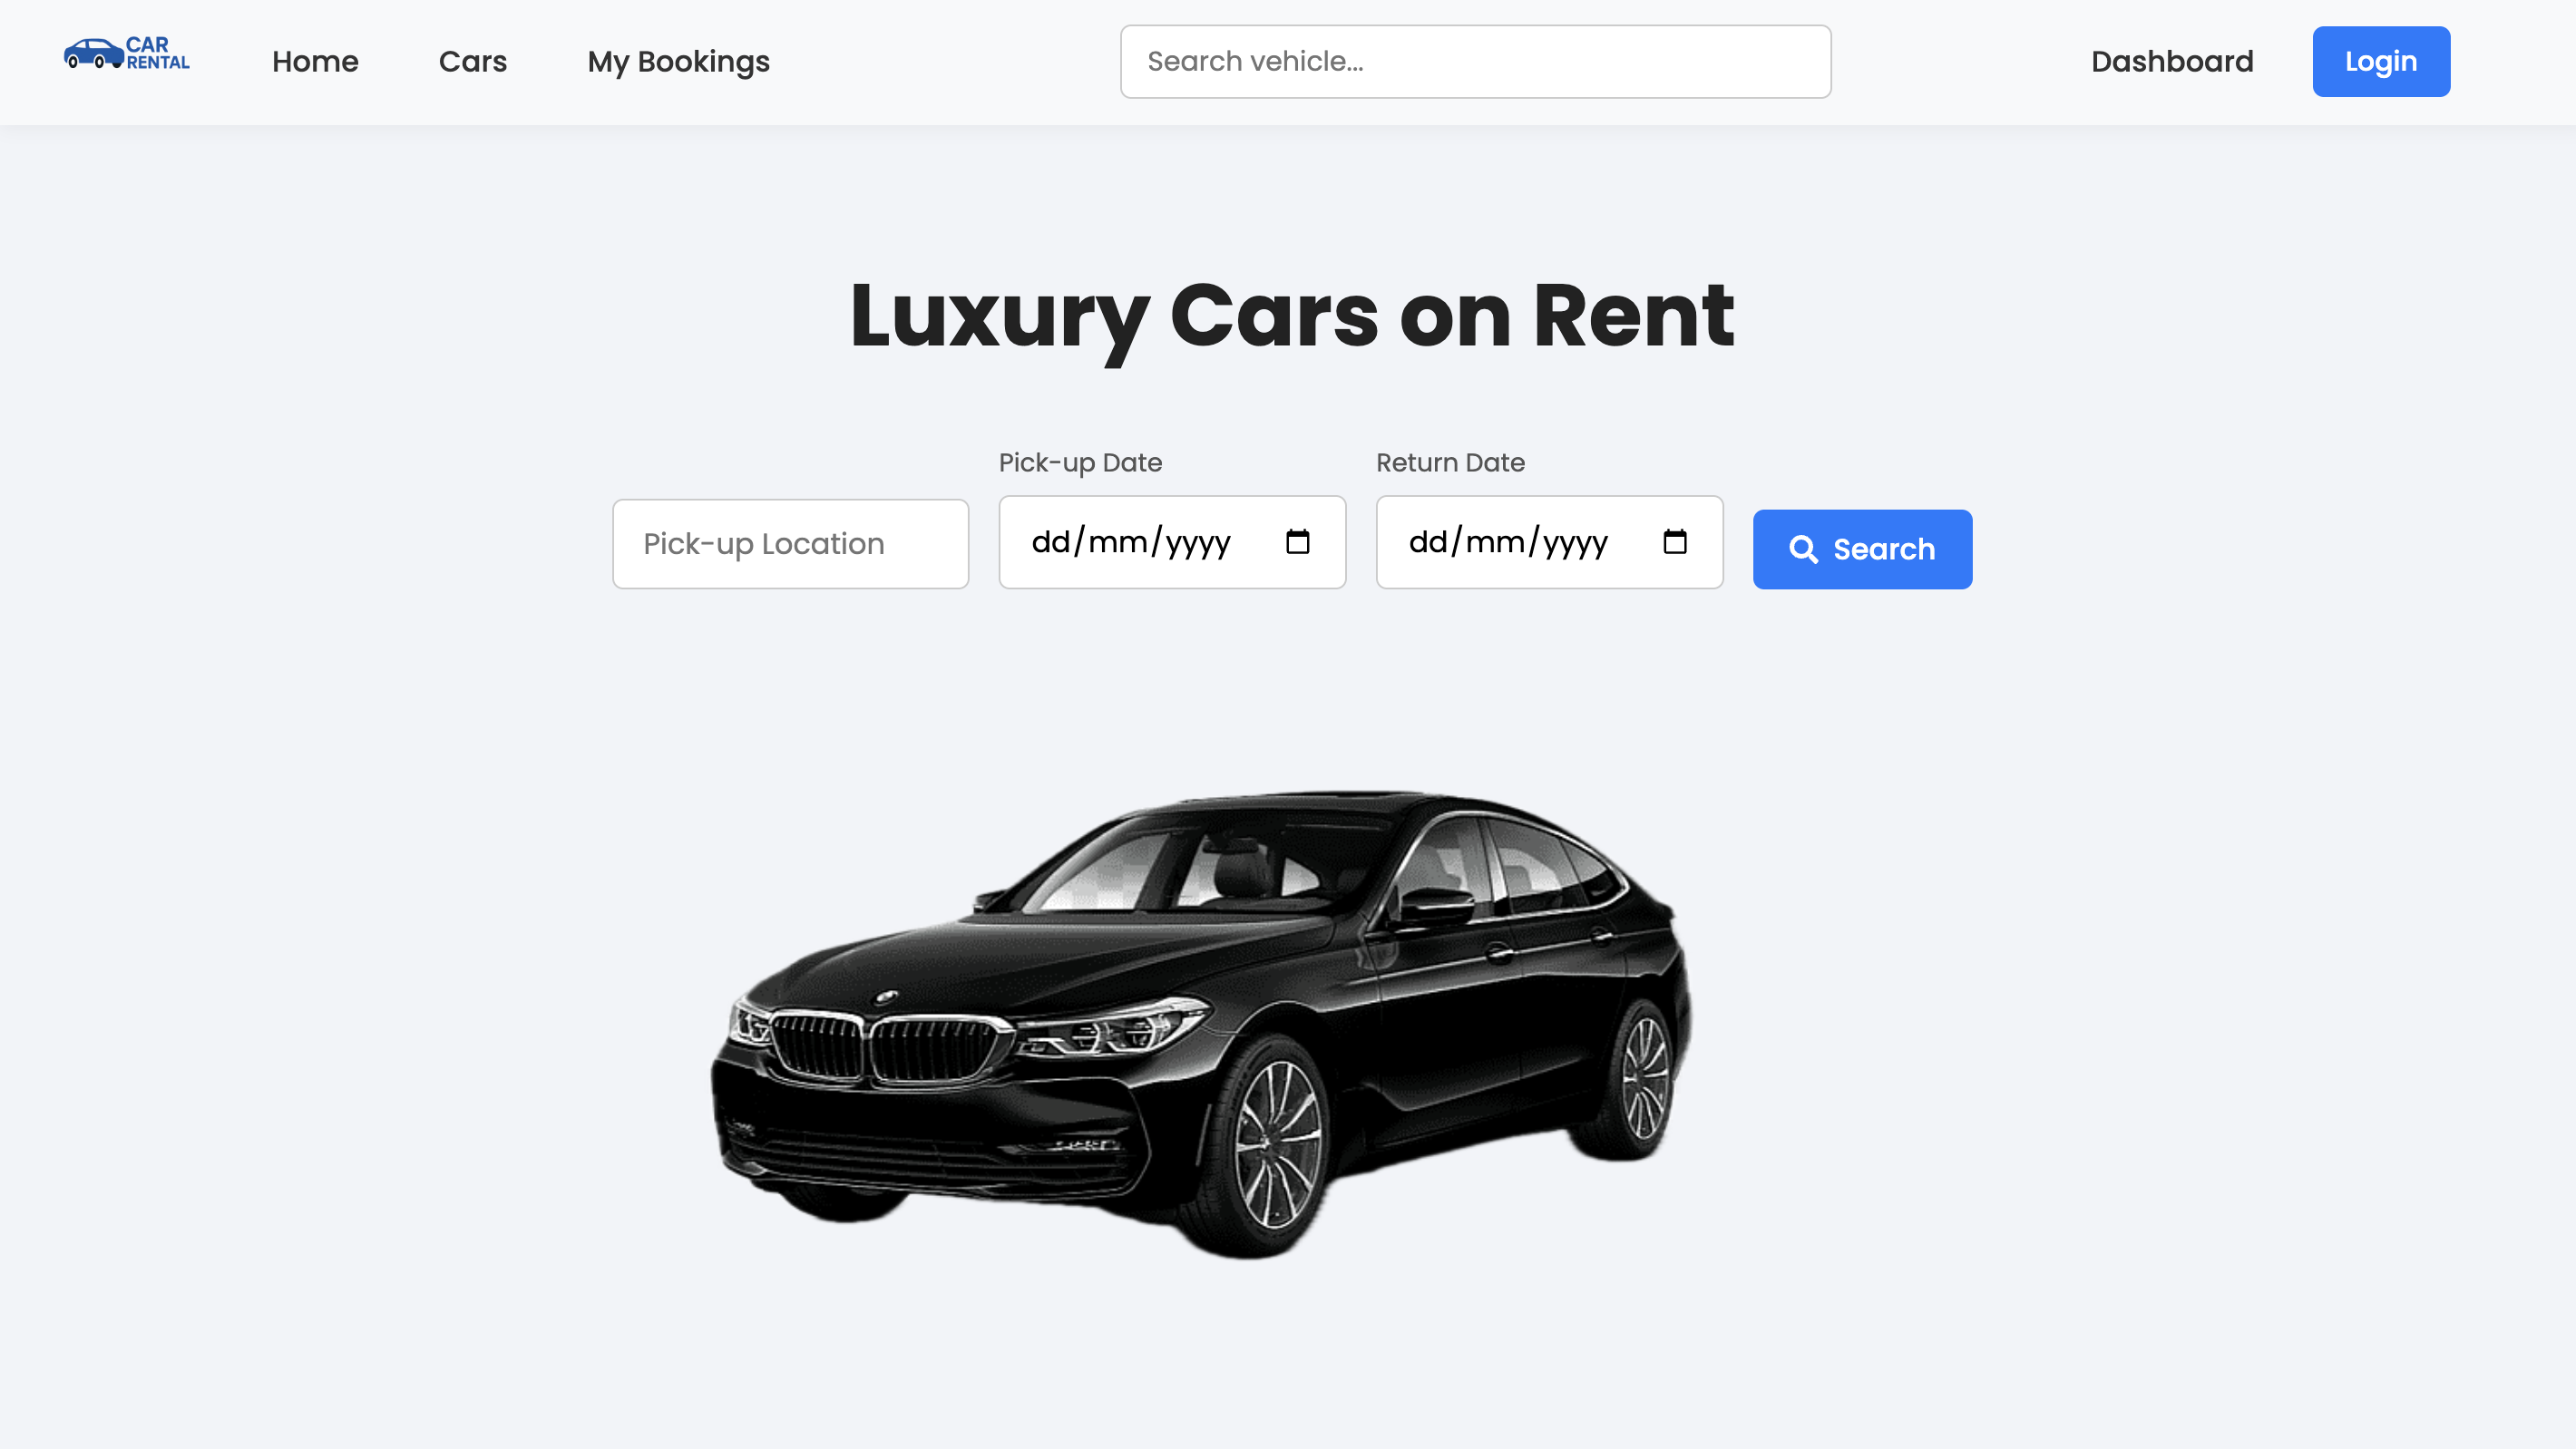 CAR
RENTAL
Home
Cars
My Bookings
Search vehicle...
Dashboard
Login
Luxury Cars on Rent
Pick-up Location
Pick-up Date
dd/mm/yyyy
Return Date
dd/mm/yyyy
Search